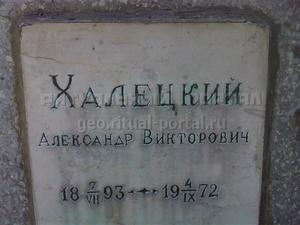 Халецкий
Александр Викторович
geo.ritual-portal.ru
18 7/VII 93 - 19 4/IX 72